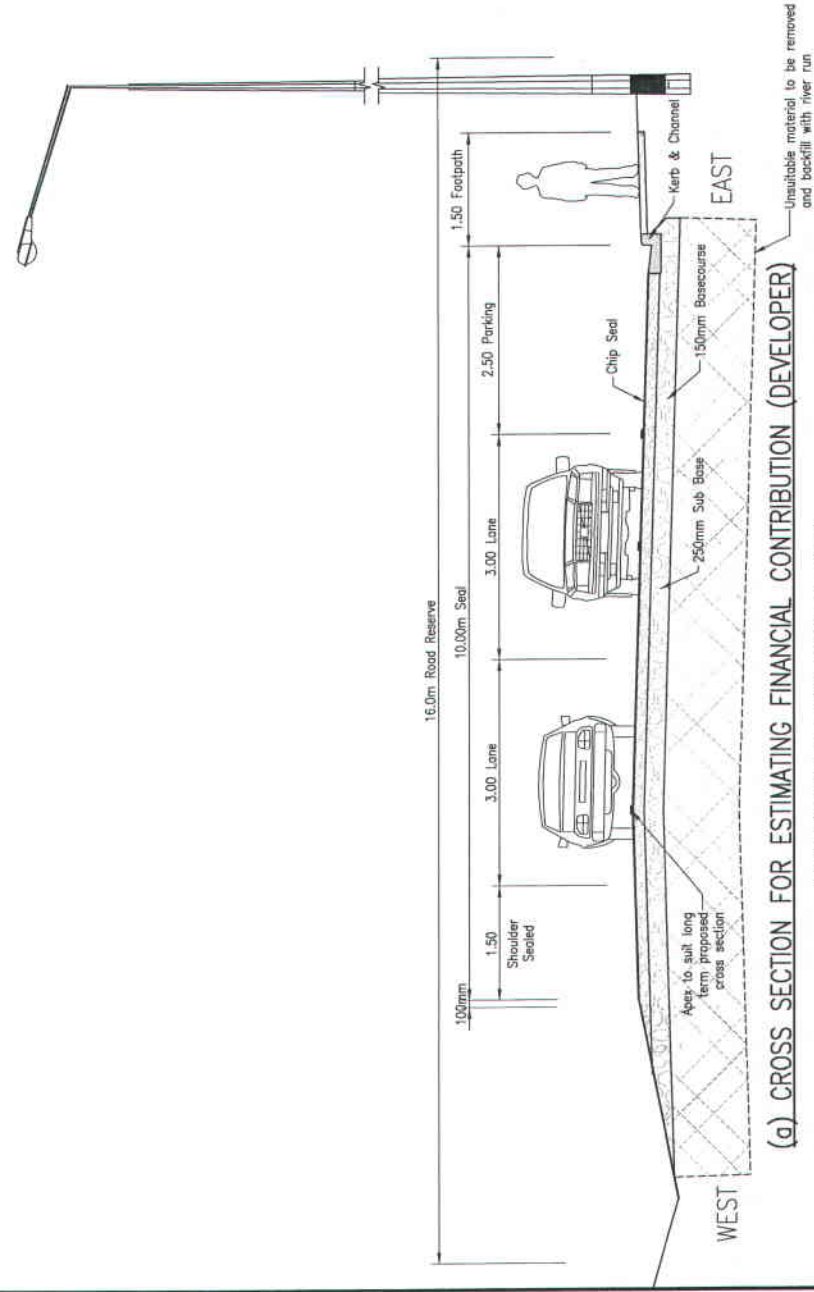 16.0m Road Reserve
10.00m Seal
100mm
1.50
Shoulder
Sealed
3.00 Lane
3.00 Lane
2.50 Parking
1.50 Footpath
Apex to suit long
term proposed
cross section
Chip Seal
Kerb & Channel
250mm Sub Base
150mm Basecourse
WEST
EAST
Unsuitable material to be removed
and backfill with river run
(a) CROSS SECTION FOR ESTIMATING FINANCIAL CONTRIBUTION (DEVELOPER)